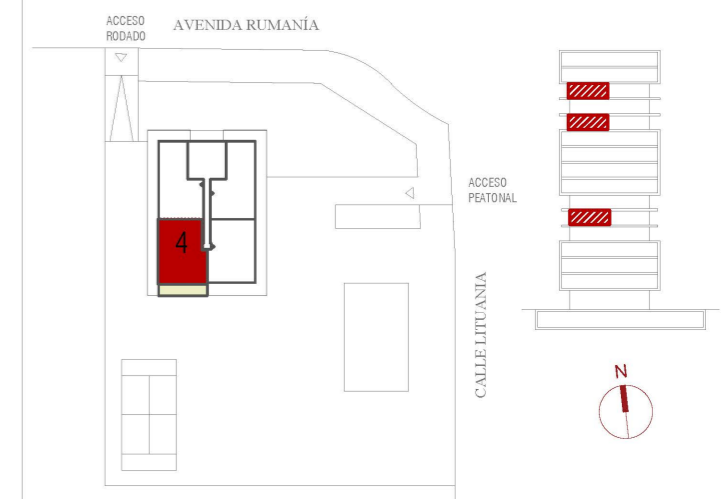 ACCESO
RODADO
AVENIDA RUMANÍA
ACCESO
PEATONAL
4
CALLE LITUANIA
N